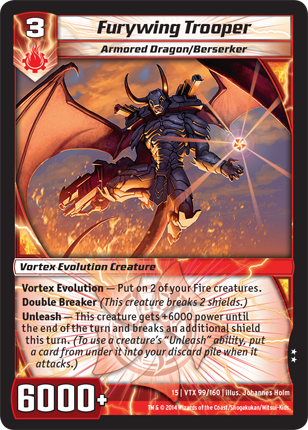 3
Furywing Trooper
Armored Dragon/Berserker
Vortex Evolution Creature
Vortex Evolution — Put on 2 of your Fire creatures.
Double Breaker (This creature breaks 2 shields.)
Unleash — This creature gets +6000 power until
the end of the turn and breaks an additional shield
this turn. (To use a creature's "Unleash" ability, put
a card from under it into your discard pile when it
attacks.)
6000+
15 | VTX 99/160 | Illus. Johannes Holm
TM & © 2014 Wizards of the Coast/Shogakukan/Mitsui-Kids